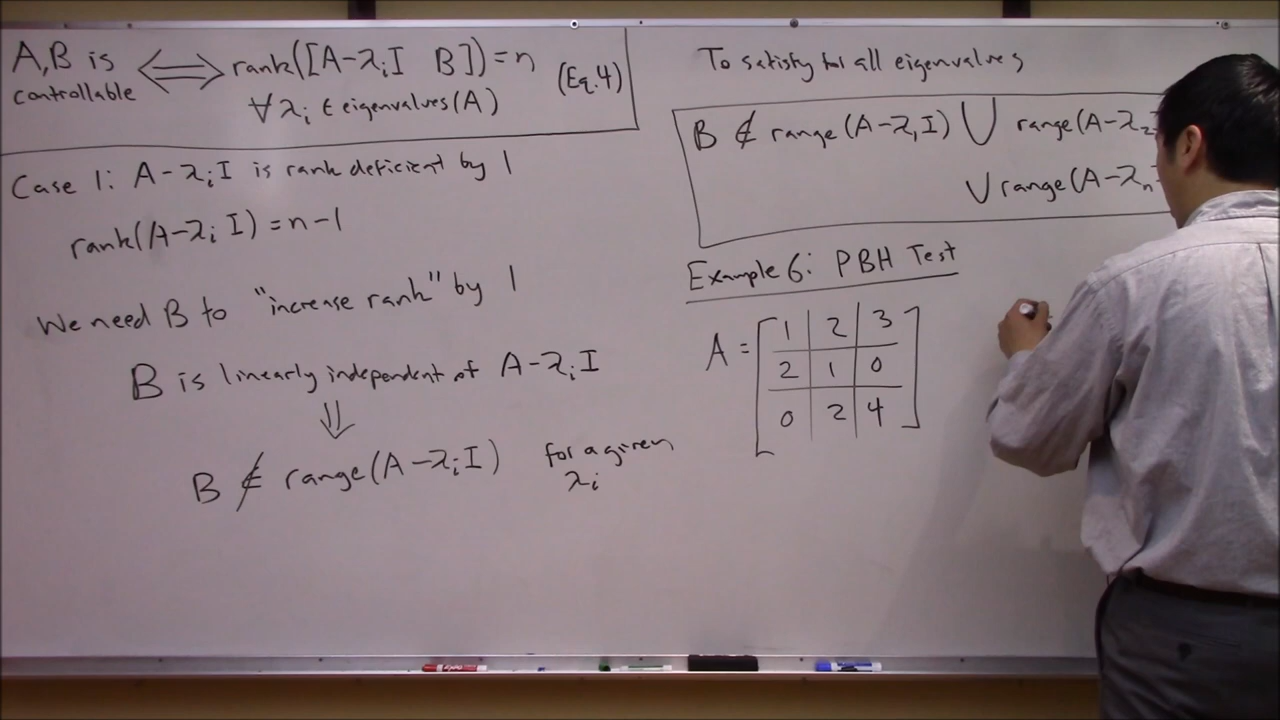 A,B is
controllable
⟺ rank([A-λᵢI B])=n
∀ λᵢ ∈ eigenvalues(A)
(Eq.4)
Case 1: A-λᵢI is rank deficient by 1
rank(A-λᵢ I)=n-1
We need B to "increase rank" by 1
B is linearly independent of A-λᵢI
⇓
B ∉ range(A-λᵢI) for a given
λᵢ
To satisfy for all eigenvalues
B ∉ range(A-λ₁I) ∪ range(A-λ₂
∪ range(A-λₙ
Example 6: PBH Test
A = [1 2 3
2 1 0
0 2 4]